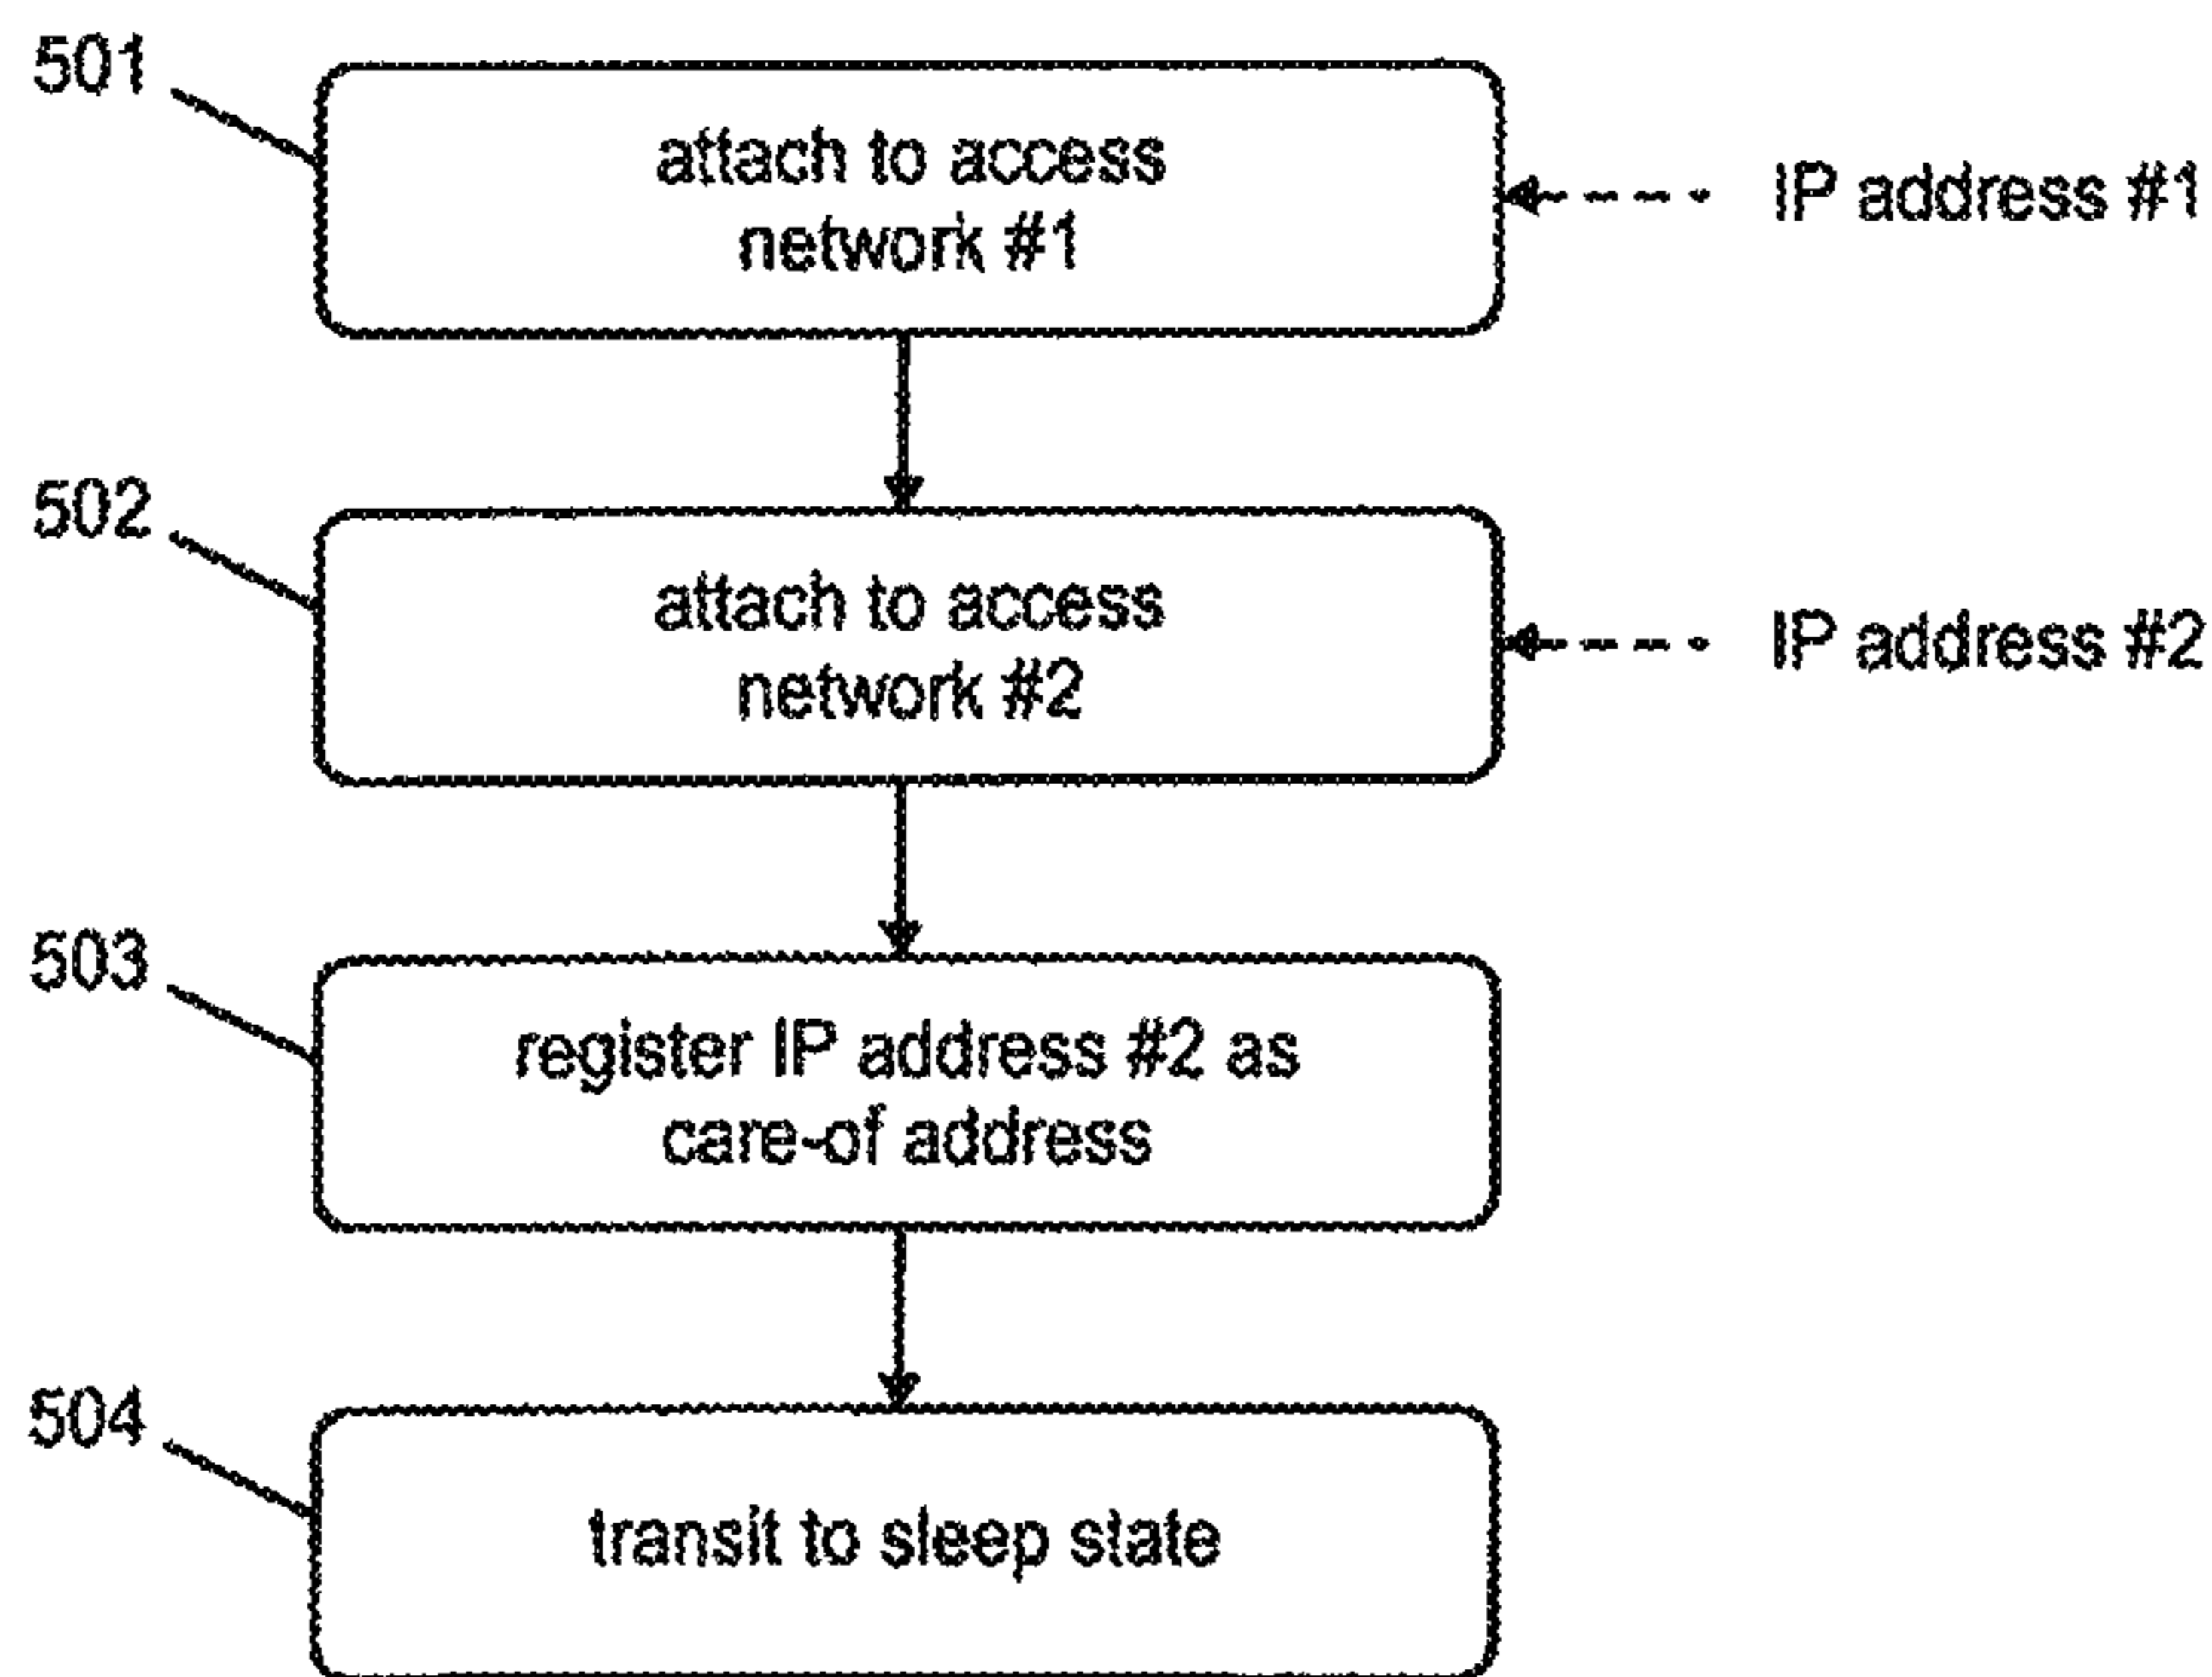 501
attach to access
network #1
IP address #1
502
attach to access
network #2
IP address #2
503
register IP address #2 as
care-of address
504
transit to sleep state